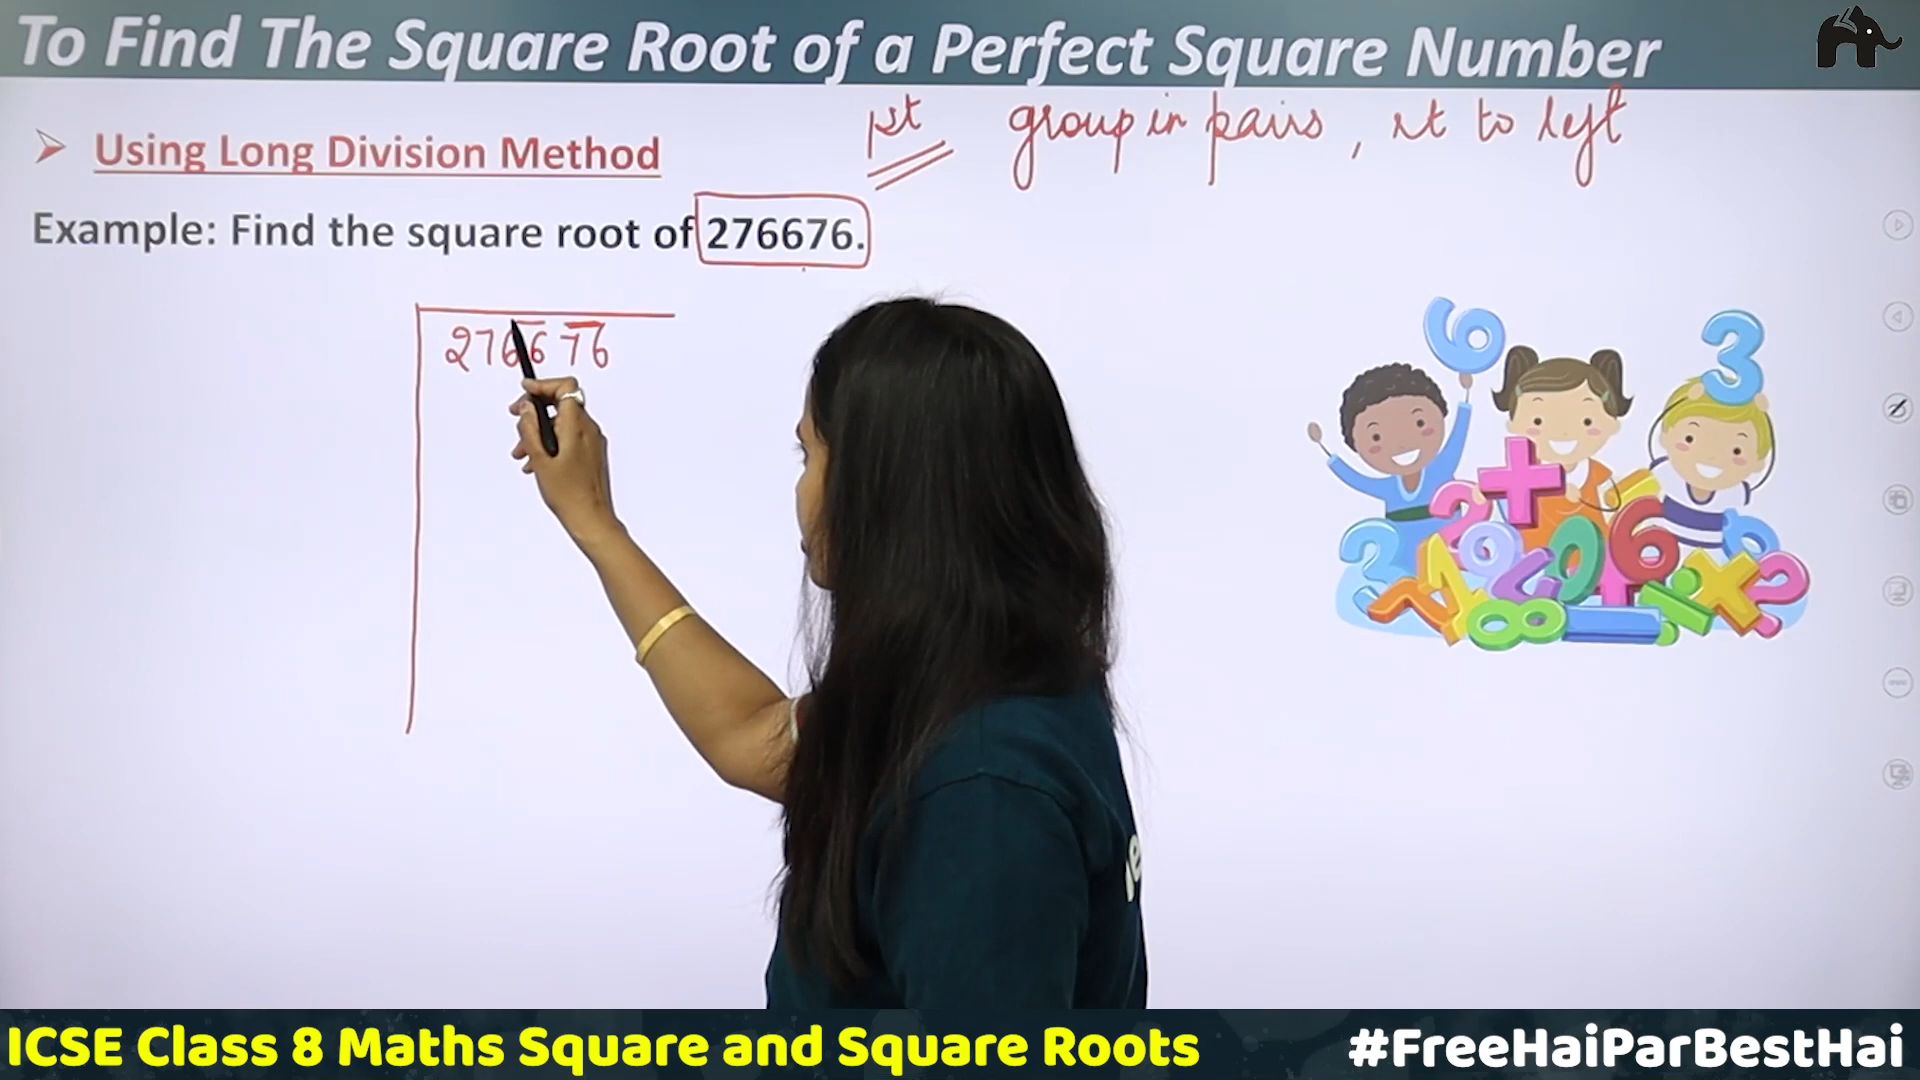 To Find The Square Root of a Perfect Square Number
1st group in pairs, rt to left
➢ Using Long Division Method
Example: Find the square root of 276676.
276676
ICSE Class 8 Maths Square and Square Roots
#FreeHaiParBestHai